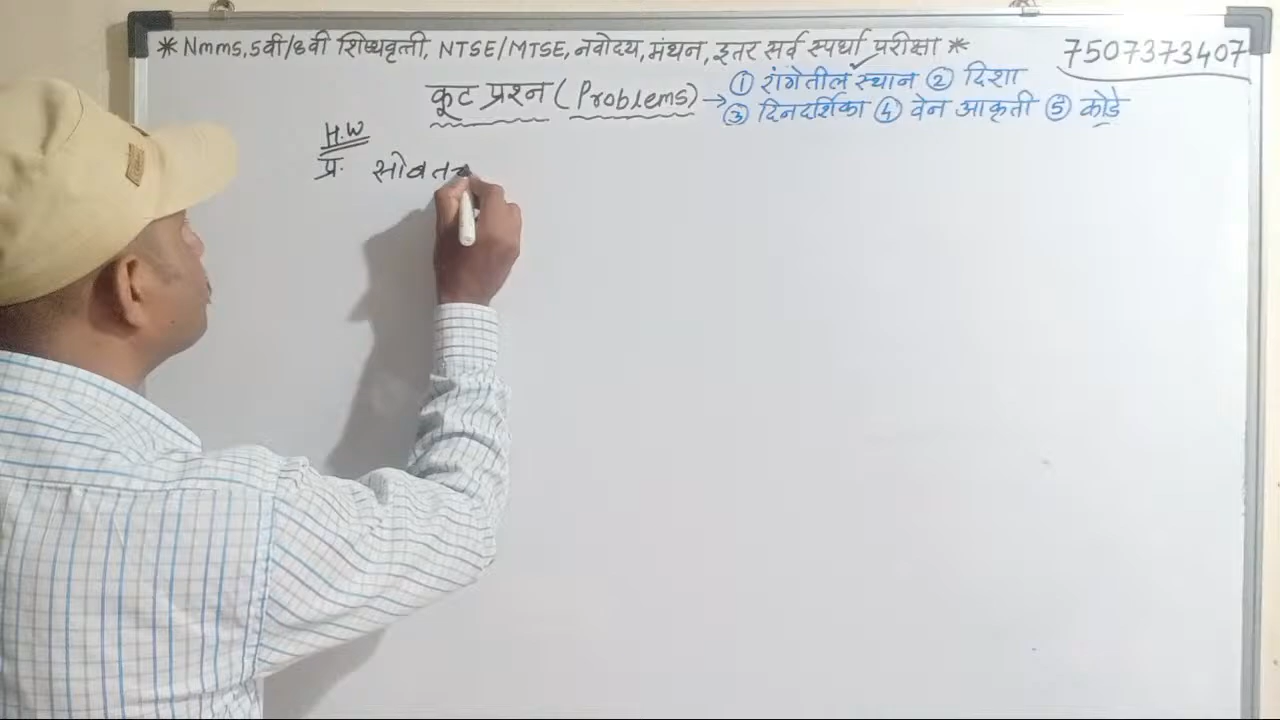 * Nmms, 5वी/8वी शिष्यवृत्ती, NTSE/MTSE, नवोदय, मंथन, इतर सर्व स्पर्धा परीक्षा *
7507373407
कूट प्रश्न (Problems) →
① रांगेतील स्थान ② दिशा
③ दिनदर्शिका ④ वेन आकृती ⑤ कोडे
H.W
प्र. सोबत